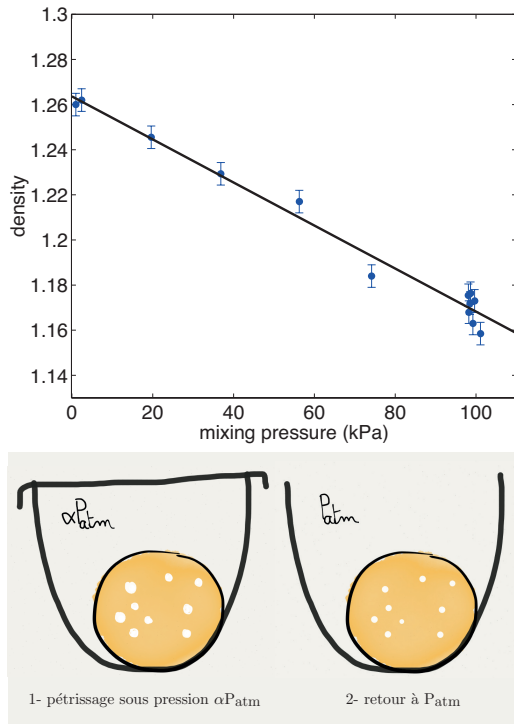 1.3
1.28
1.26
1.24
1.22
1.2
1.18
1.16
1.14
density
0 20 40 60 80 100
mixing pressure (kPa)
αPatm
Patm
1- pétrissage sous pression αPatm
2- retour à Patm